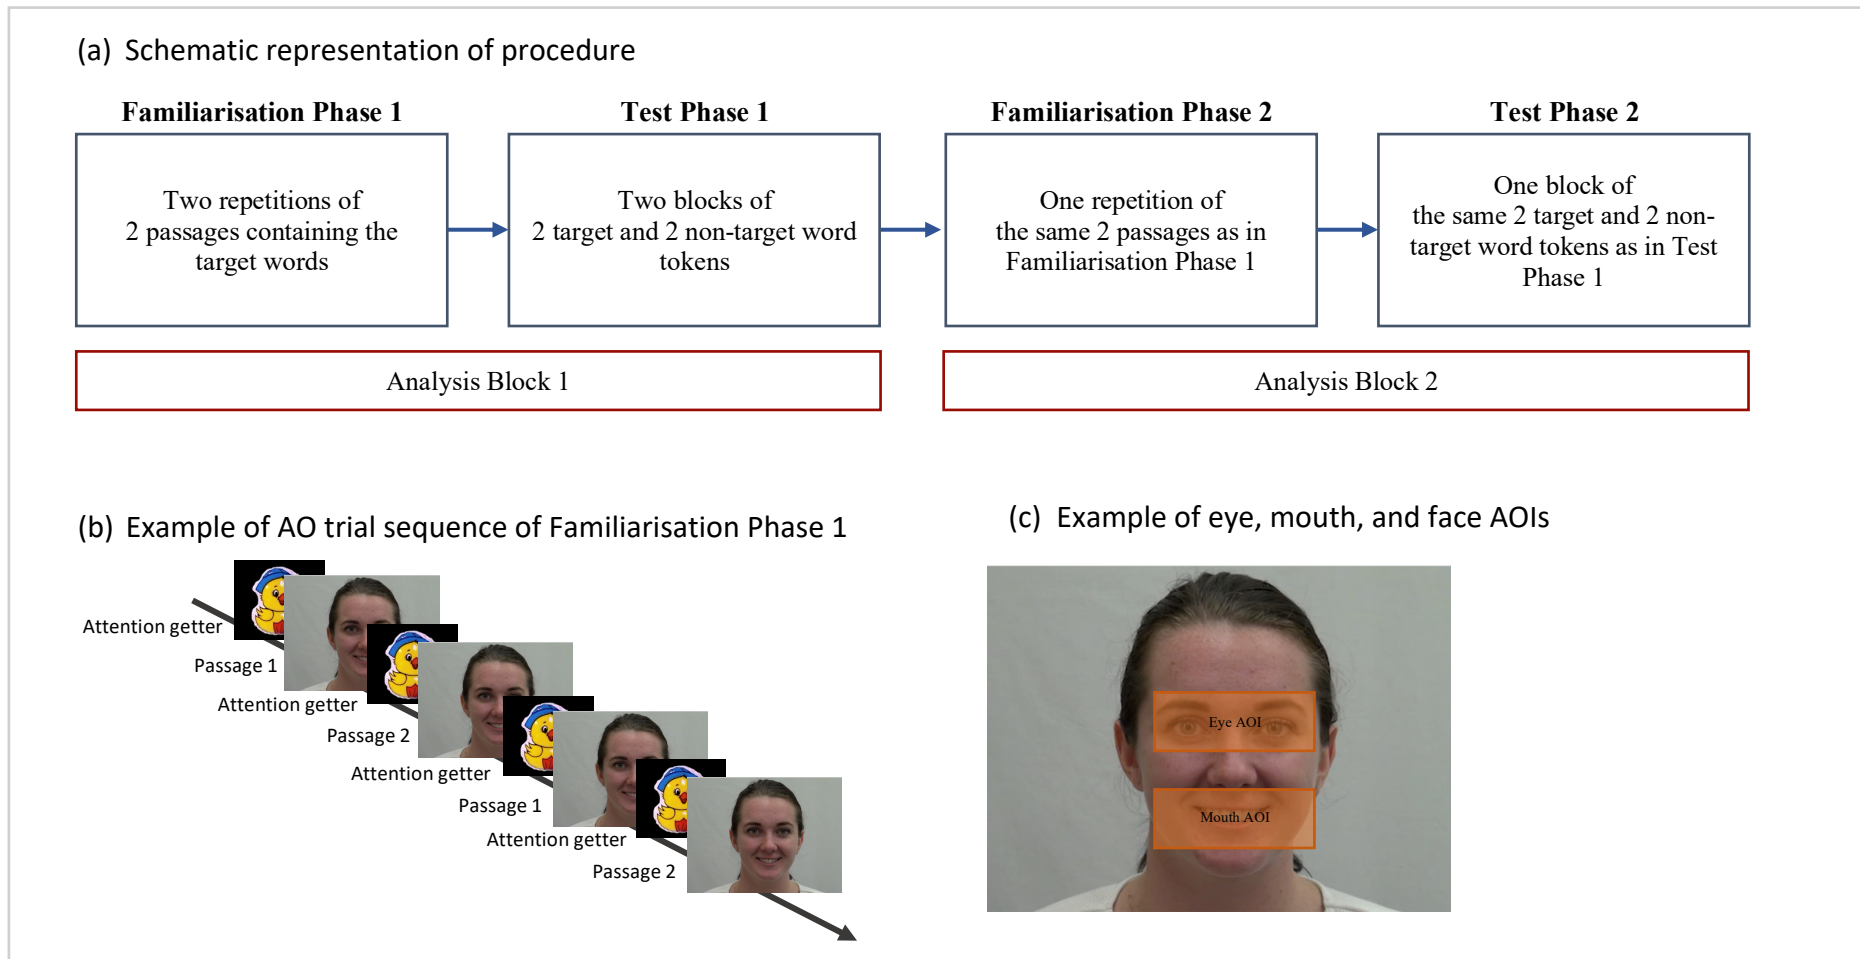 (a) Schematic representation of procedure
Familiarisation Phase 1
Two repetitions of
2 passages containing the
target words
Test Phase 1
Two blocks of
2 target and 2 non-target word
tokens
Familiarisation Phase 2
One repetition of
the same 2 passages as in
Familiarisation Phase 1
Test Phase 2
One block of
the same 2 target and 2 non-
target word tokens as in Test
Phase 1
Analysis Block 1
Analysis Block 2
(b) Example of AO trial sequence of Familiarisation Phase 1
Attention getter
Passage 1
Attention getter
Passage 2
Attention getter
Passage 1
Attention getter
Passage 2
(c) Example of eye, mouth, and face AOIs
Eye AOI
Mouth AOI